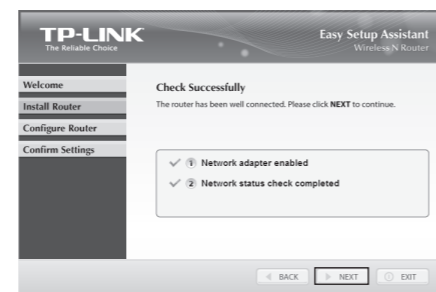 TP-LINK
The Reliable Choice
Easy Setup Assistant
Wireless N Router
Welcome
Install Router
Configure Router
Confirm Settings
Check Successfully
The router has been well connected. Please click NEXT to continue.
1 Network adapter enabled
2 Network status check completed
BACK
NEXT
EXIT